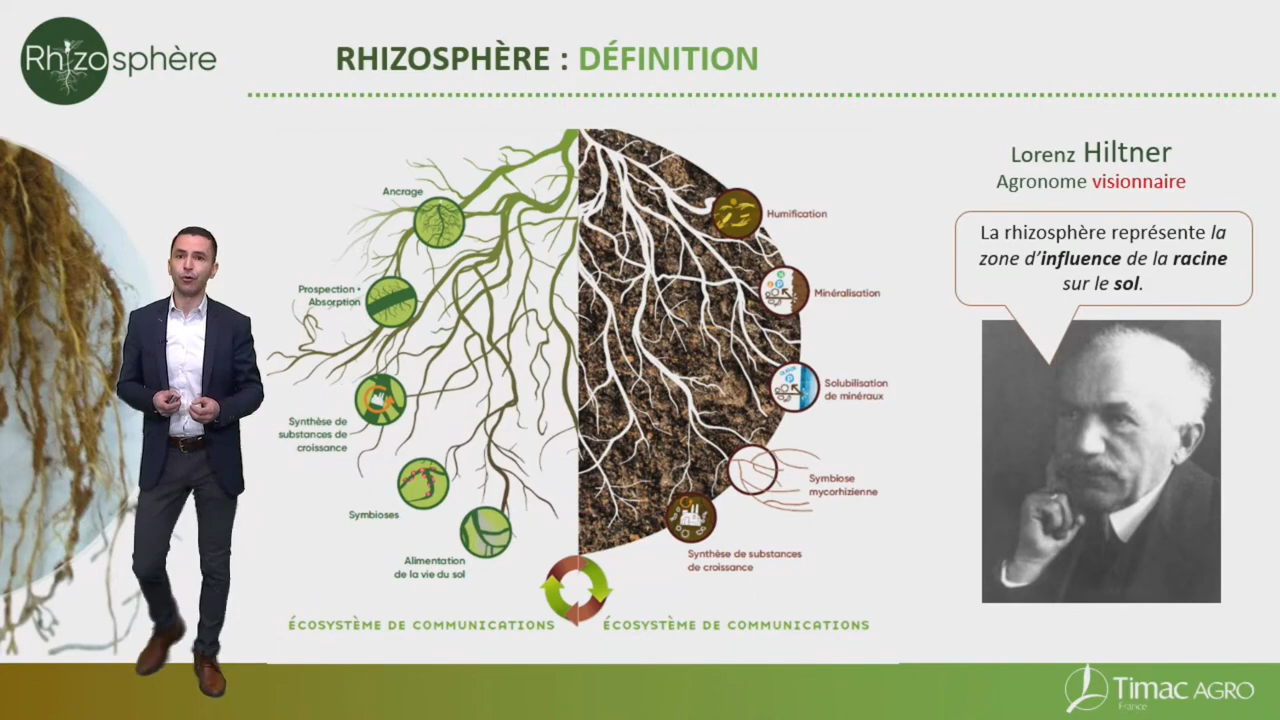 Rhizosphère
RHIZOSPHÈRE : DÉFINITION
Ancrage
Prospection •
Absorption
Synthèse de
substances de
croissance
Symbioses
Alimentation
de la vie du sol
Humification
Minéralisation
Solubilisation
de minéraux
Symbiose
mycorhizienne
Synthèse de substances
de croissance
ÉCOSYSTÈME DE COMMUNICATIONS
ÉCOSYSTÈME DE COMMUNICATIONS
Lorenz Hiltner
Agronome visionnaire
La rhizosphère représente la
zone d'influence de la racine
sur le sol.
Timac AGRO
France